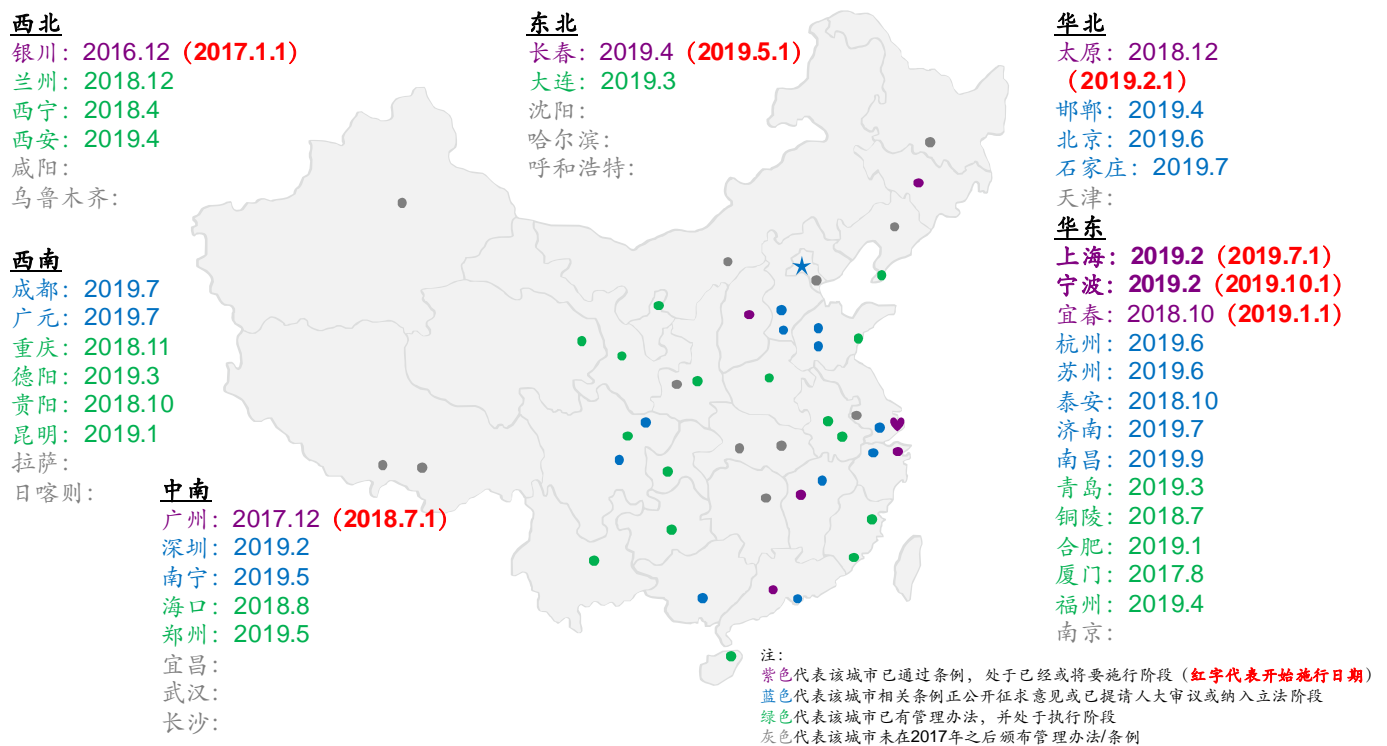 西北
银川：2016.12（2017.1.1）
兰州：2018.12
西宁：2018.4
西安：2019.4
咸阳：
乌鲁木齐：
西南
成都：2019.7
广元：2019.7
重庆：2018.11
德阳：2019.3
贵阳：2018.10
昆明：2019.1
拉萨：
日喀则：
中南
广州：2017.12（2018.7.1）
深圳：2019.2
南宁：2019.5
海口：2018.8
郑州：2019.5
宜昌：
武汉：
长沙：
东北
长春：2019.4（2019.5.1）
大连：2019.3
沈阳：
哈尔滨：
呼和浩特：
华北
太原：2018.12
（2019.2.1）
邯郸：2019.4
北京：2019.6
石家庄：2019.7
天津：
华东
上海：2019.2（2019.7.1）
宁波：2019.2（2019.10.1）
宜春：2018.10（2019.1.1）
杭州：2019.6
苏州：2019.6
泰安：2018.10
济南：2019.7
南昌：2019.9
青岛：2019.3
铜陵：2018.7
合肥：2019.1
厦门：2017.8
福州：2019.4
南京：
注：
紫色代表该城市已通过条例，处于已经或将要施行阶段（红字代表开始施行日期）
蓝色代表该城市相关条例正公开征求意见或已提请人大审议或纳入立法阶段
绿色代表该城市已有管理办法，并处于执行阶段
灰色代表该城市未在2017年之后颁布管理办法/条例